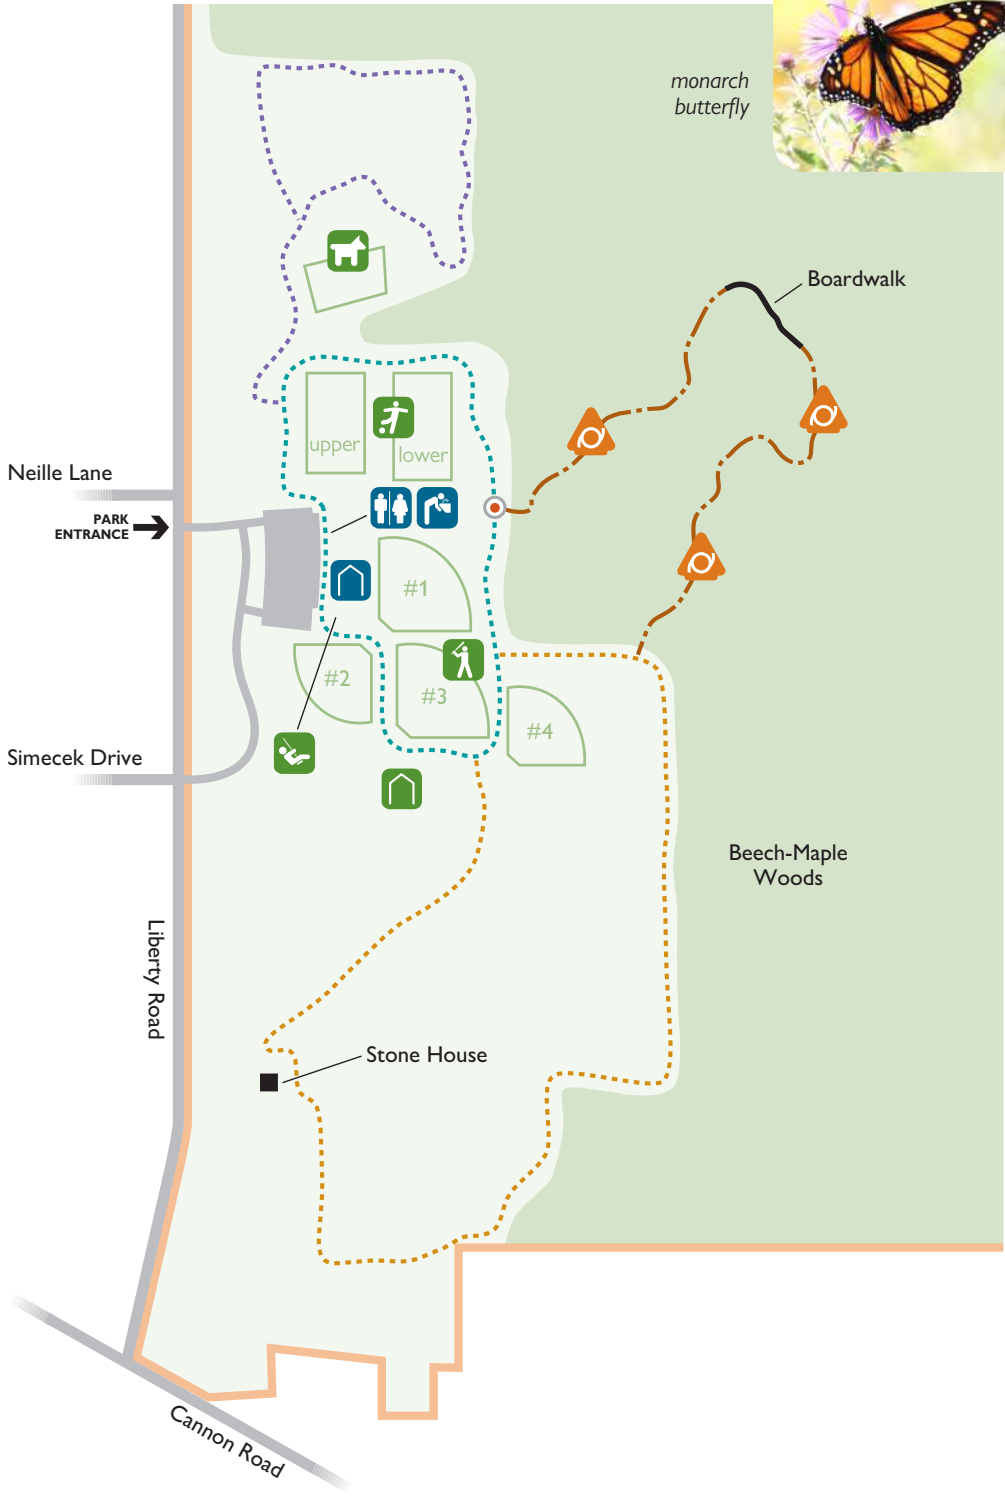 monarch
butterfly
Boardwalk
upper
lower
Neille Lane
PARK
ENTRANCE
#1
#2
#3
#4
Simecek Drive
Beech-Maple
Woods
Liberty Road
Stone House
Cannon Road